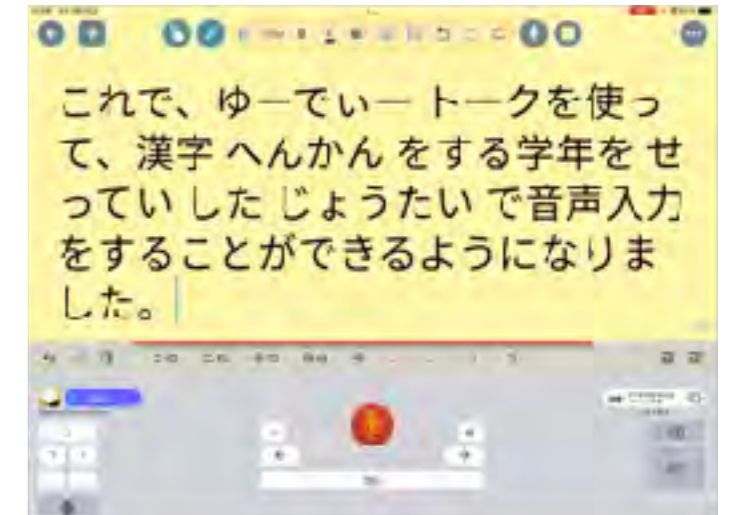 これで、ゆーでぃー トークを使っ
て、漢字 へんかん をする学年を せ
ってい した じょうたい で音声入力
をすることができるようになりま
した。